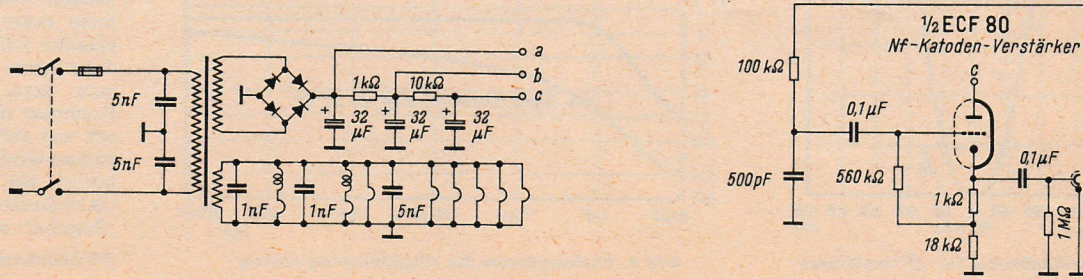 5nF
5nF
1kΩ
10kΩ
+
32
µF
+
32
µF
+
32
µF
a
b
c
1nF
1nF
5nF
½ECF 80
Nf-Katoden-Verstärker
100kΩ
c
0,1µF
500pF
560kΩ
0,1µF
1kΩ
1MΩ
18kΩ